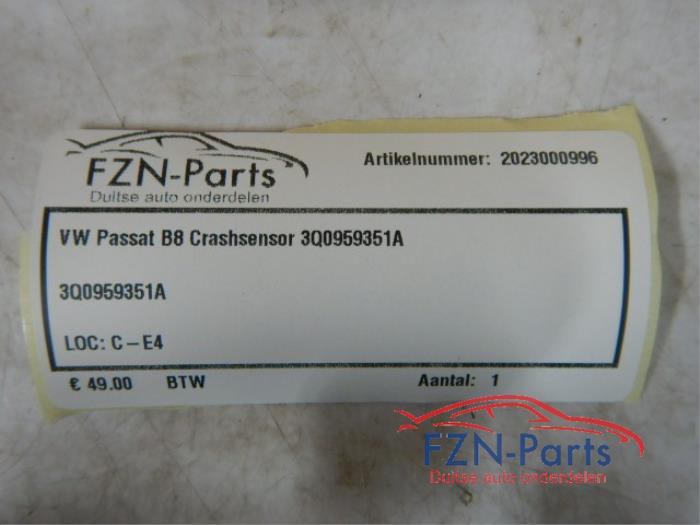 FZN-Parts
Duitse auto onderdelen
Artikelnummer: 2023000996
VW Passat B8 Crashsensor 3Q0959351A
3Q0959351A
LOC: C-E4
€ 49.00 BTW Aantal: 1
FZN-Parts
Duitse auto onderdelen